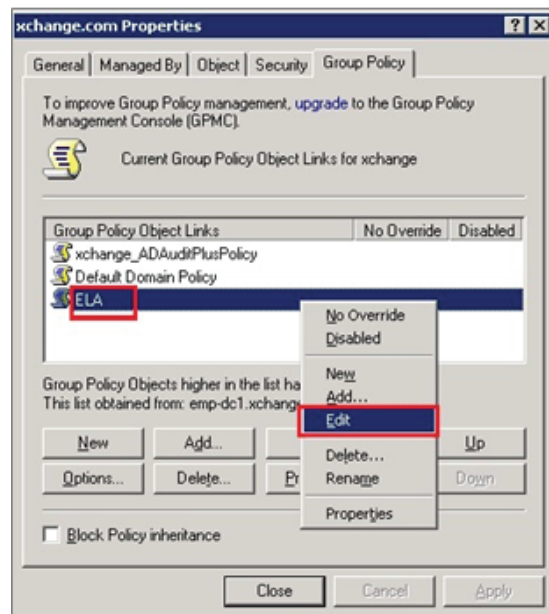 xchange.com Properties
General Managed By Object Security Group Policy
To improve Group Policy management, upgrade to the Group Policy
Management Console (GPMC).
Current Group Policy Object Links for xchange
Group Policy Object Links No Override Disabled
xchange_ADAuditPlusPolicy
Default Domain Policy
ELA
No Override
Disabled
New
Add...
Edit
Delete...
Rename
Properties
Group Policy Objects higher in the list ha
This list obtained from: emp-dc1.xchang
New Add... Up
Options... Delete... Pr Down
Block Policy inheritance
Close Cancel Apply